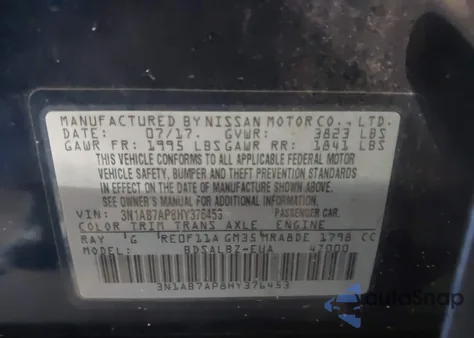 MANUFACTURED BY NISSAN MOTOR CO., LTD.
DATE: 07/17. GVWR: 3823 LBS
GAWR FR: 1995 LBS GAWR RR: 1841 LBS
THIS VEHICLE CONFORMS TO ALL APPLICABLE FEDERAL MOTOR
VEHICLE SAFETY, BUMPER AND THEFT PREVENTION STANDARDS
IN EFFECT ON THE DATE OF MANUFACTURE SHOWN ABOVE.
SEE OWNER'S MANUAL FOR ADDITIONAL INFORMATION
VIN: 3N1AB7AP8HY376453 PASSENGER CAR.
COLOR TRIM TRANS AXLE ENGINE
RAY G RE0F11A GM35 MRA8DE 1798 CC
MODEL: BDSALBZ-EUA 47000
3N1AB7AP8HY376453
autoSnap